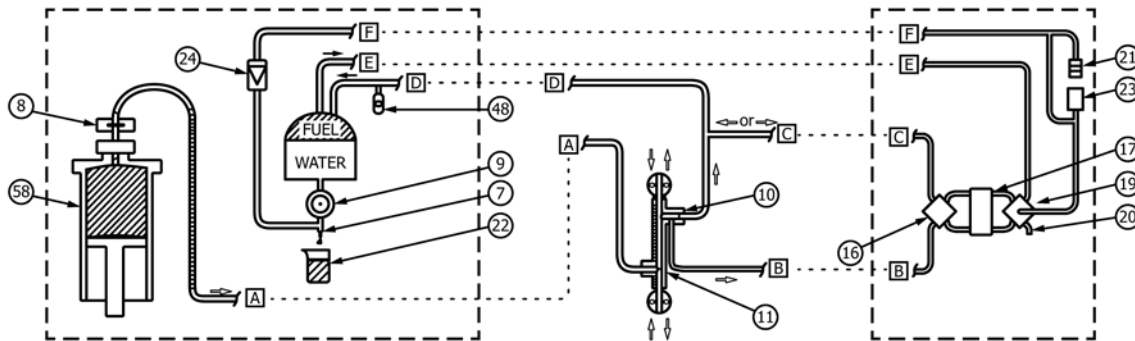 24 F F F 21
E E 23
8 D D 48 or C C 17
FUEL A
WATER 9 10 19
58 7 16 20
22 B B
A 11